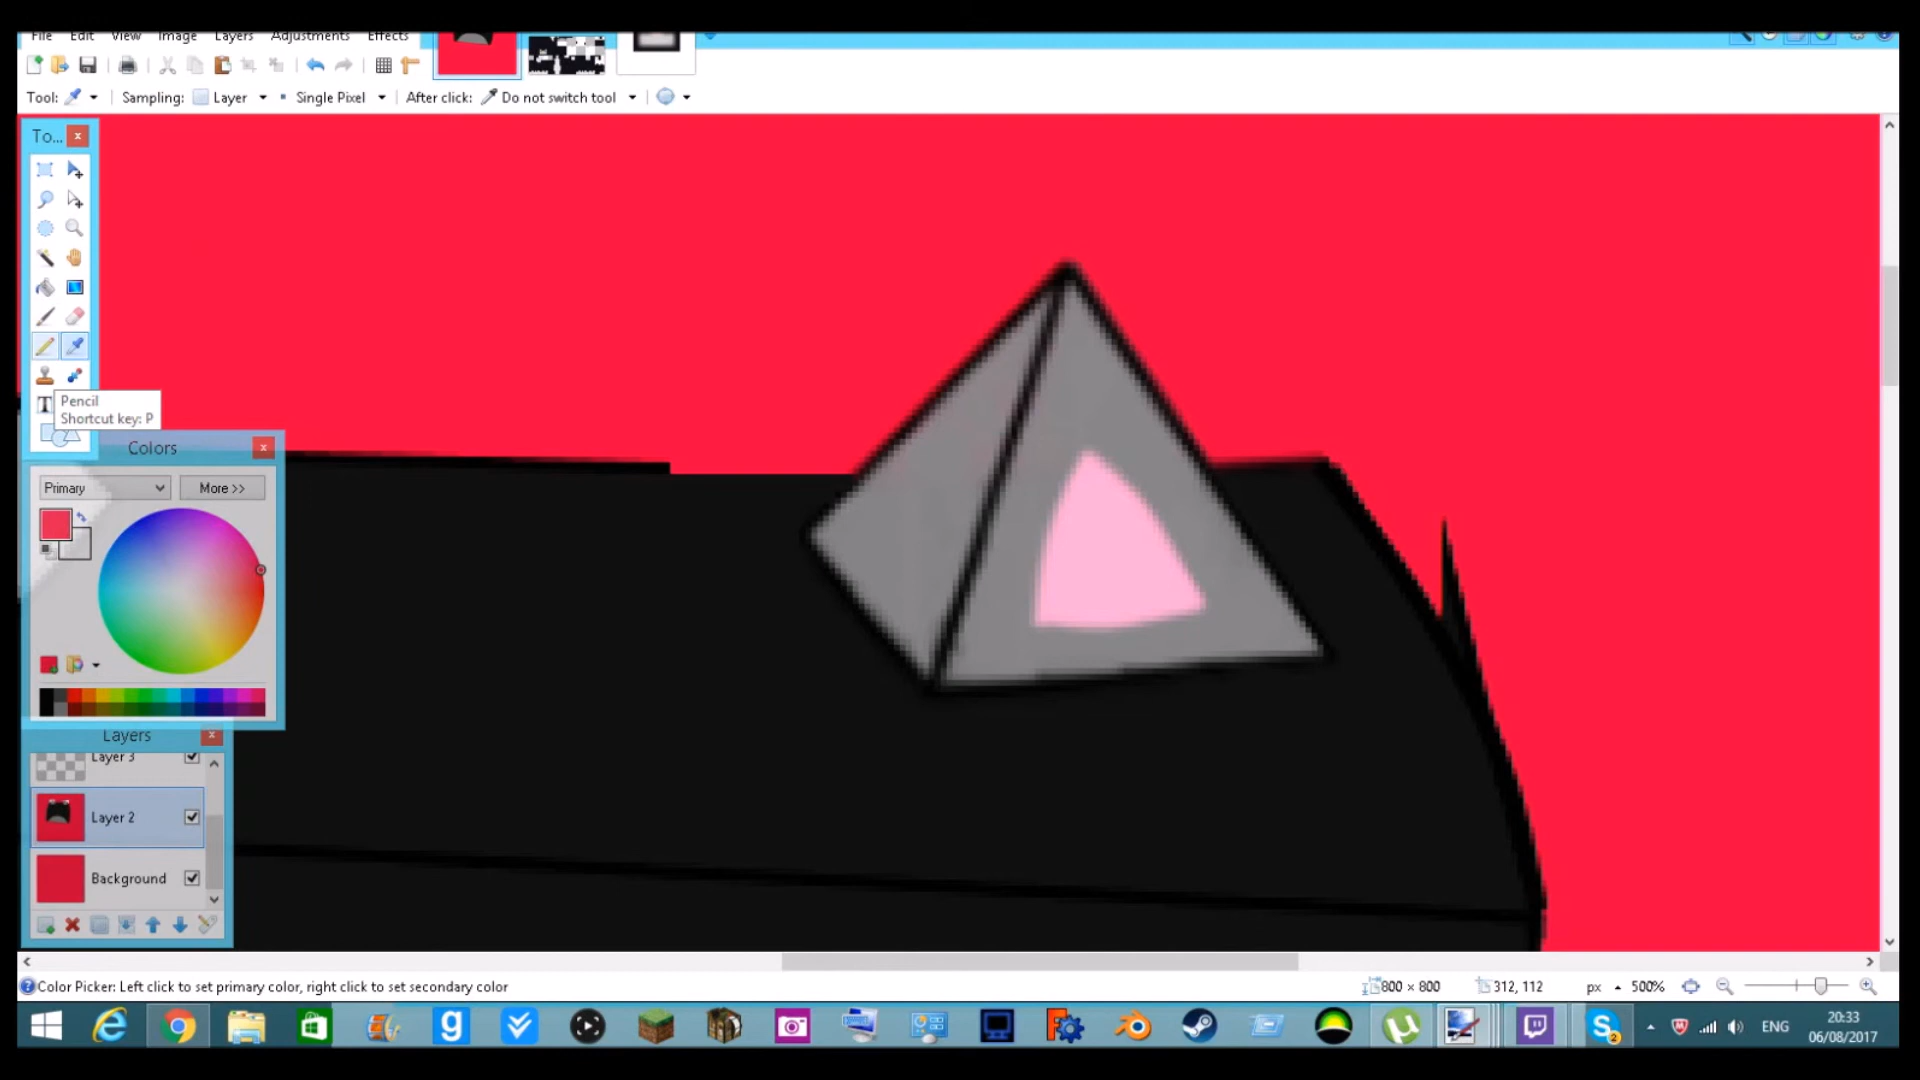 File Edit View Image Layers Adjustments Effects
Tool: Sampling: Layer Single Pixel After click: Do not switch tool
To...
T
Pencil
Shortcut key: P
Colors
Primary More >>
Layers
Layer 3
Layer 2
Background
Color Picker: Left click to set primary color, right click to set secondary color
800 × 800 312, 112 px 500%
ENG
20:33
06/08/2017
g
2